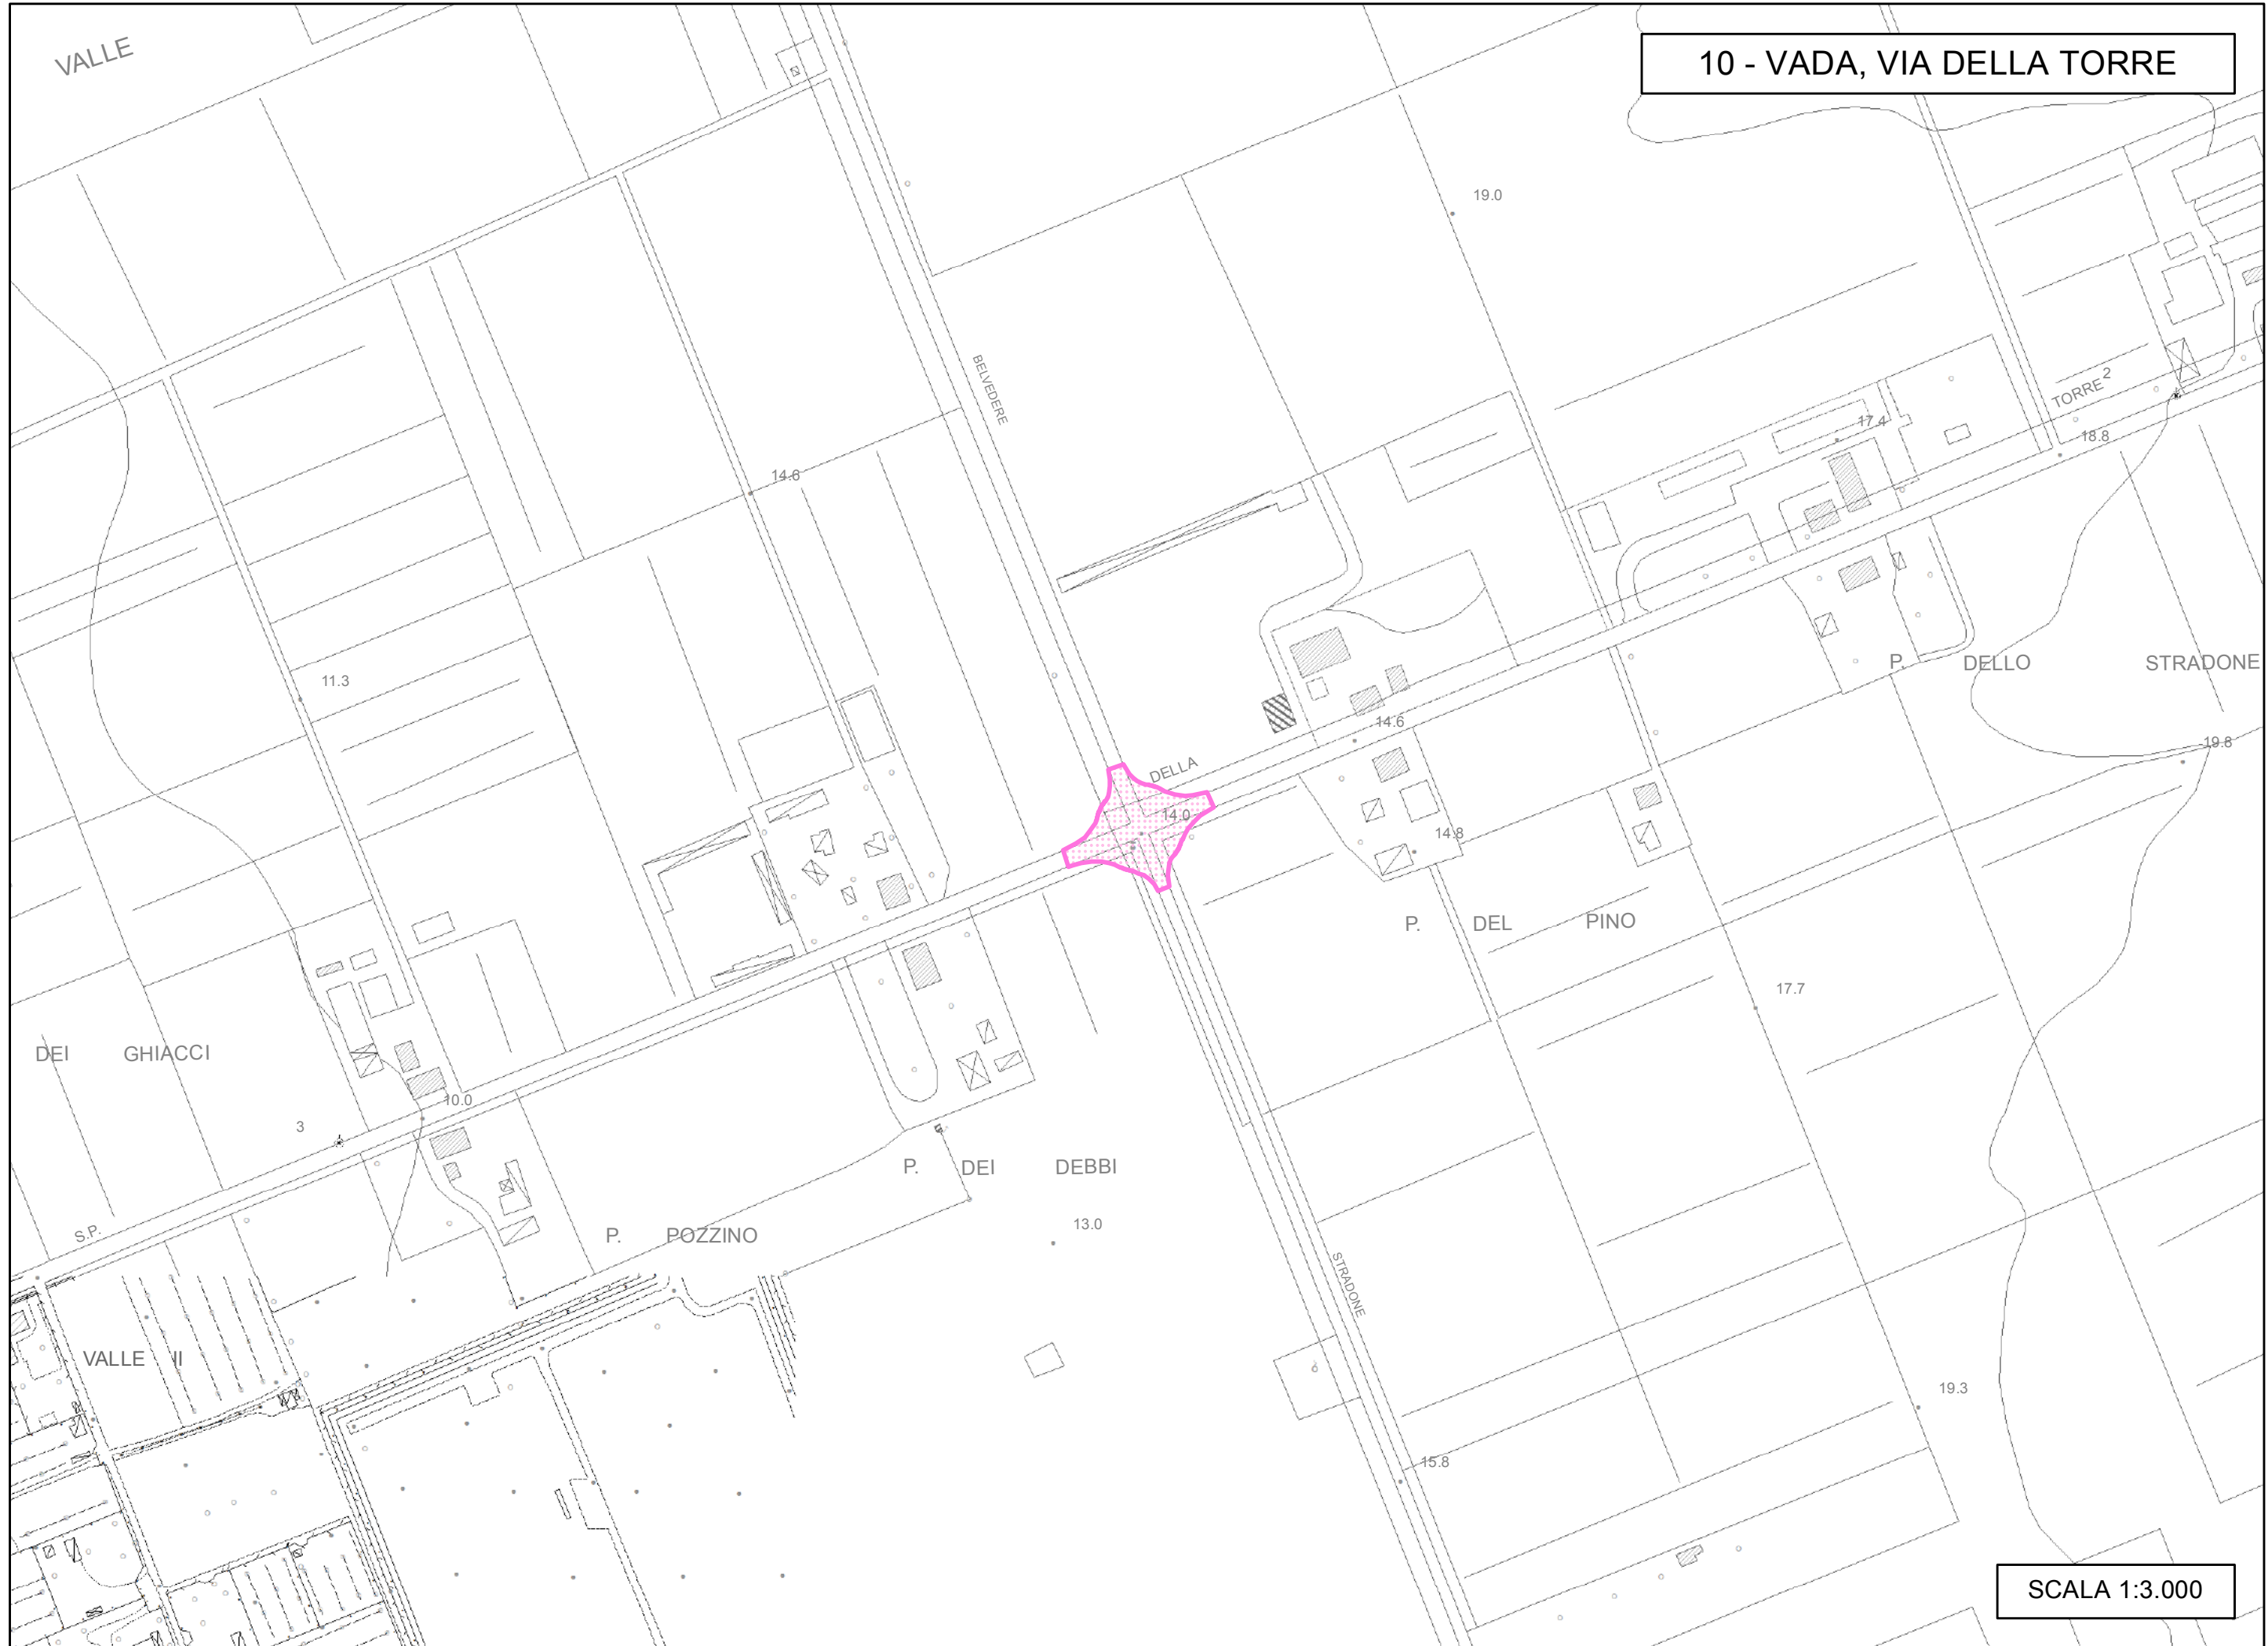 VALLE
10 - VADA, VIA DELLA TORRE
19.0
BELVEDERE
TORRE 2
17.4
18.8
14.6
P. DELLO STRADONE
11.3
14.6
19.8
DELLA
14.0
14.8
P. DEL PINO
17.7
DEI GHIACCI
10.0
3
P. DEI DEBBI
13.0
S.P.
P. POZZINO
STRADONE
VALLE II
19.3
15.8
SCALA 1:3.000